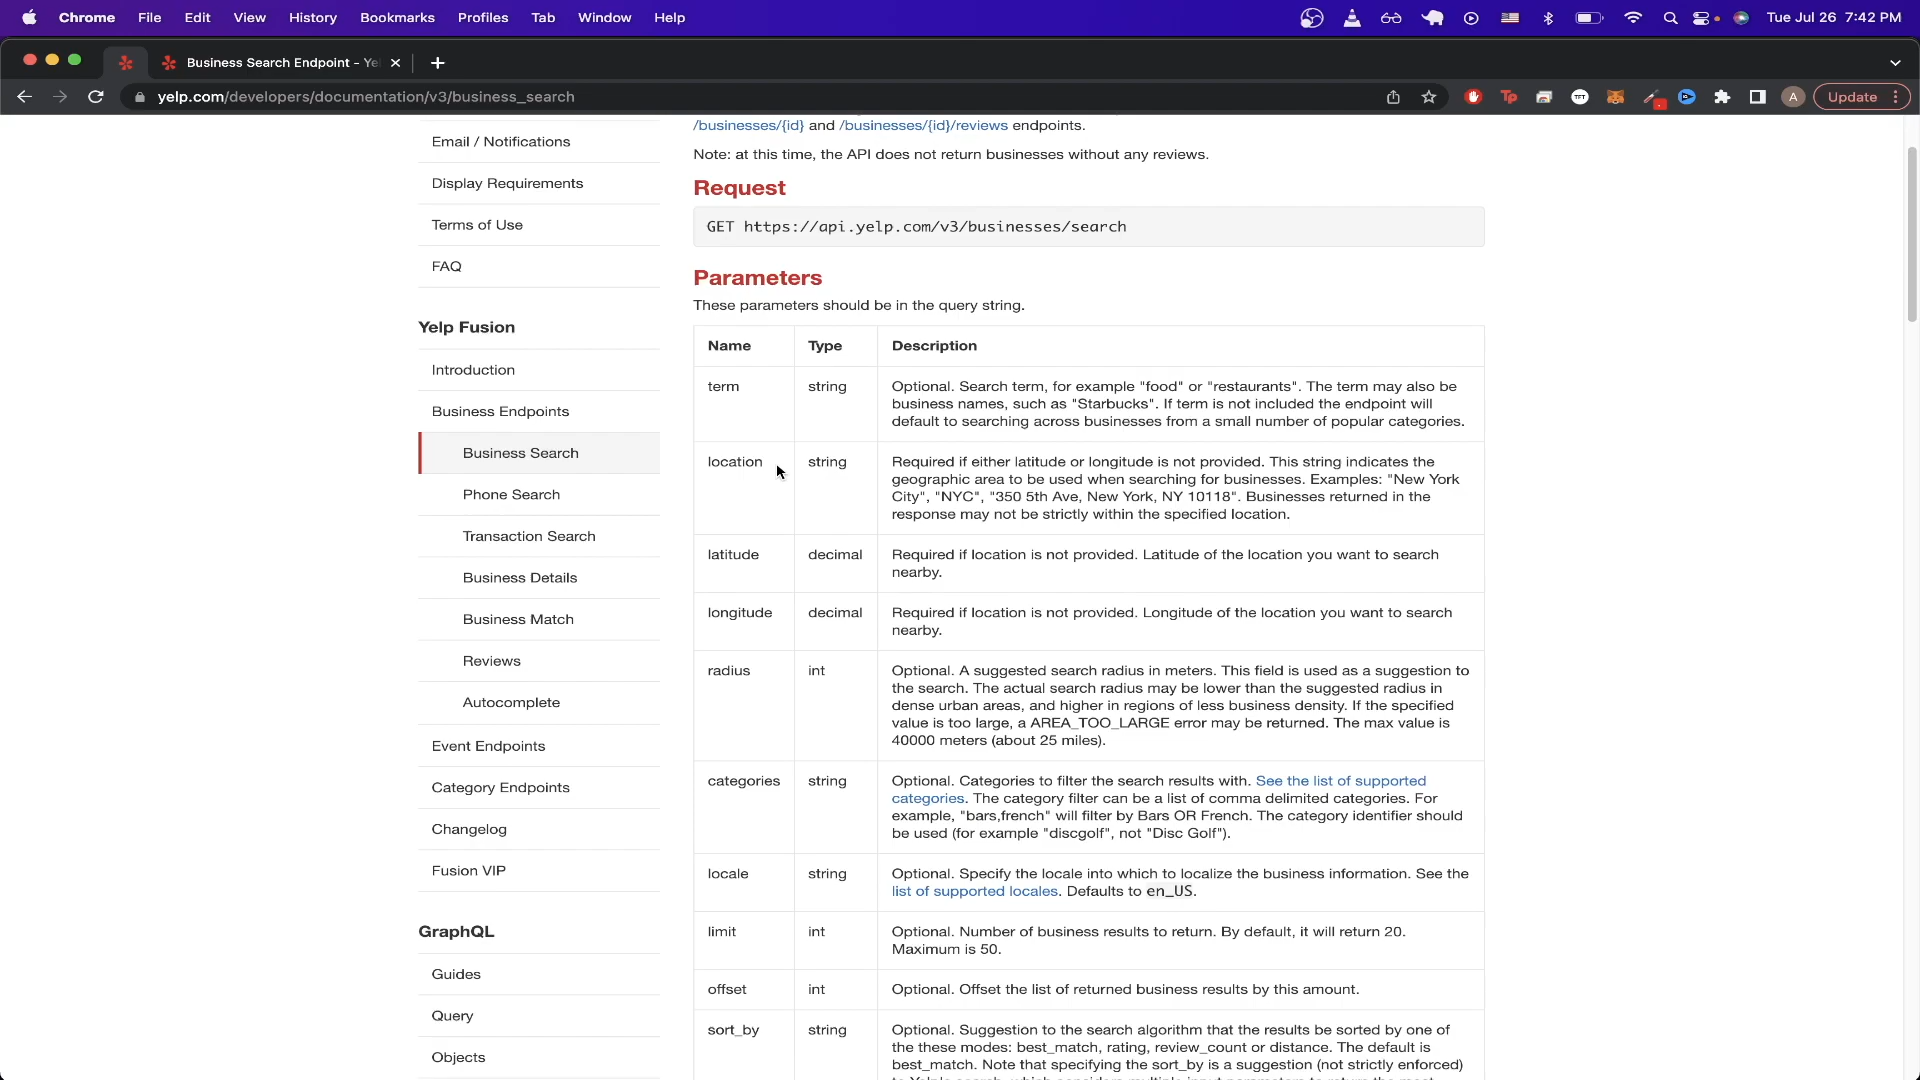 Chrome File Edit View History Bookmarks Profiles Tab Window Help Tue Jul 26 7:42 PM
Business Search Endpoint - Ye
yelp.com/developers/documentation/v3/business_search
A Update
Email / Notifications
Display Requirements
Terms of Use
FAQ
Yelp Fusion
Introduction
Business Endpoints
Business Search
Phone Search
Transaction Search
Business Details
Business Match
Reviews
Autocomplete
Event Endpoints
Category Endpoints
Changelog
Fusion VIP
GraphQL
Guides
Query
Objects
/businesses/{id} and /businesses/{id}/reviews endpoints.
Note: at this time, the API does not return businesses without any reviews.
Request
GET https://api.yelp.com/v3/businesses/search
Parameters
These parameters should be in the query string.
Name Type Description
term string Optional. Search term, for example "food" or "restaurants". The term may also be
business names, such as "Starbucks". If term is not included the endpoint will
default to searching across businesses from a small number of popular categories.
location string Required if either latitude or longitude is not provided. This string indicates the
geographic area to be used when searching for businesses. Examples: "New York
City", "NYC", "350 5th Ave, New York, NY 10118". Businesses returned in the
response may not be strictly within the specified location.
latitude decimal Required if location is not provided. Latitude of the location you want to search
nearby.
longitude decimal Required if location is not provided. Longitude of the location you want to search
nearby.
radius int Optional. A suggested search radius in meters. This field is used as a suggestion to
the search. The actual search radius may be lower than the suggested radius in
dense urban areas, and higher in regions of less business density. If the specified
value is too large, a AREA_TOO_LARGE error may be returned. The max value is
40000 meters (about 25 miles).
categories string Optional. Categories to filter the search results with. See the list of supported
categories. The category filter can be a list of comma delimited categories. For
example, "bars,french" will filter by Bars OR French. The category identifier should
be used (for example "discgolf", not "Disc Golf").
locale string Optional. Specify the locale into which to localize the business information. See the
list of supported locales. Defaults to en_US.
limit int Optional. Number of business results to return. By default, it will return 20.
Maximum is 50.
offset int Optional. Offset the list of returned business results by this amount.
sort_by string Optional. Suggestion to the search algorithm that the results be sorted by one of
the these modes: best_match, rating, review_count or distance. The default is
best_match. Note that specifying the sort_by is a suggestion (not strictly enforced)